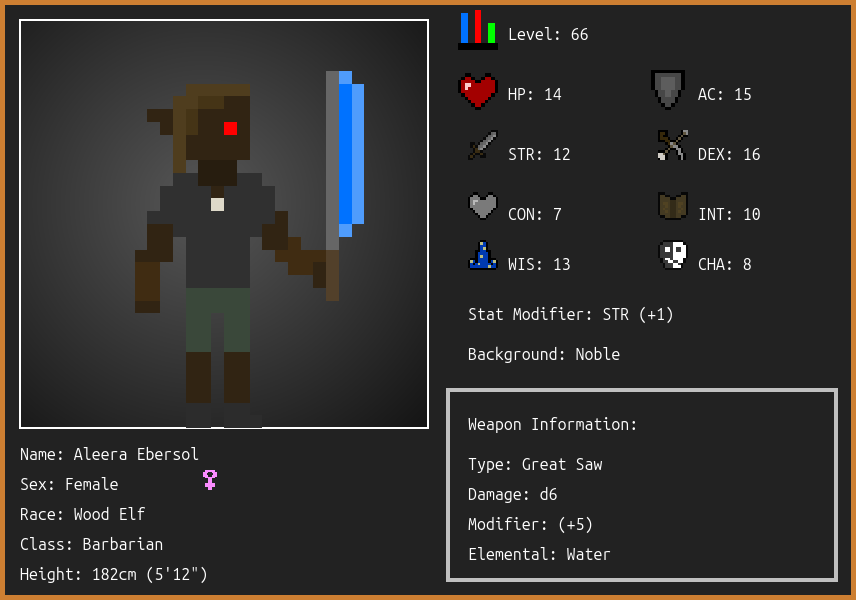 Level: 66
HP: 14
AC: 15
STR: 12
DEX: 16
CON: 7
INT: 10
WIS: 13
CHA: 8
Stat Modifier: STR (+1)
Background: Noble
Weapon Information:
Type: Great Saw
Damage: d6
Modifier: (+5)
Elemental: Water
Name: Aleera Ebersol
Sex: Female
Race: Wood Elf
Class: Barbarian
Height: 182cm (5'12")